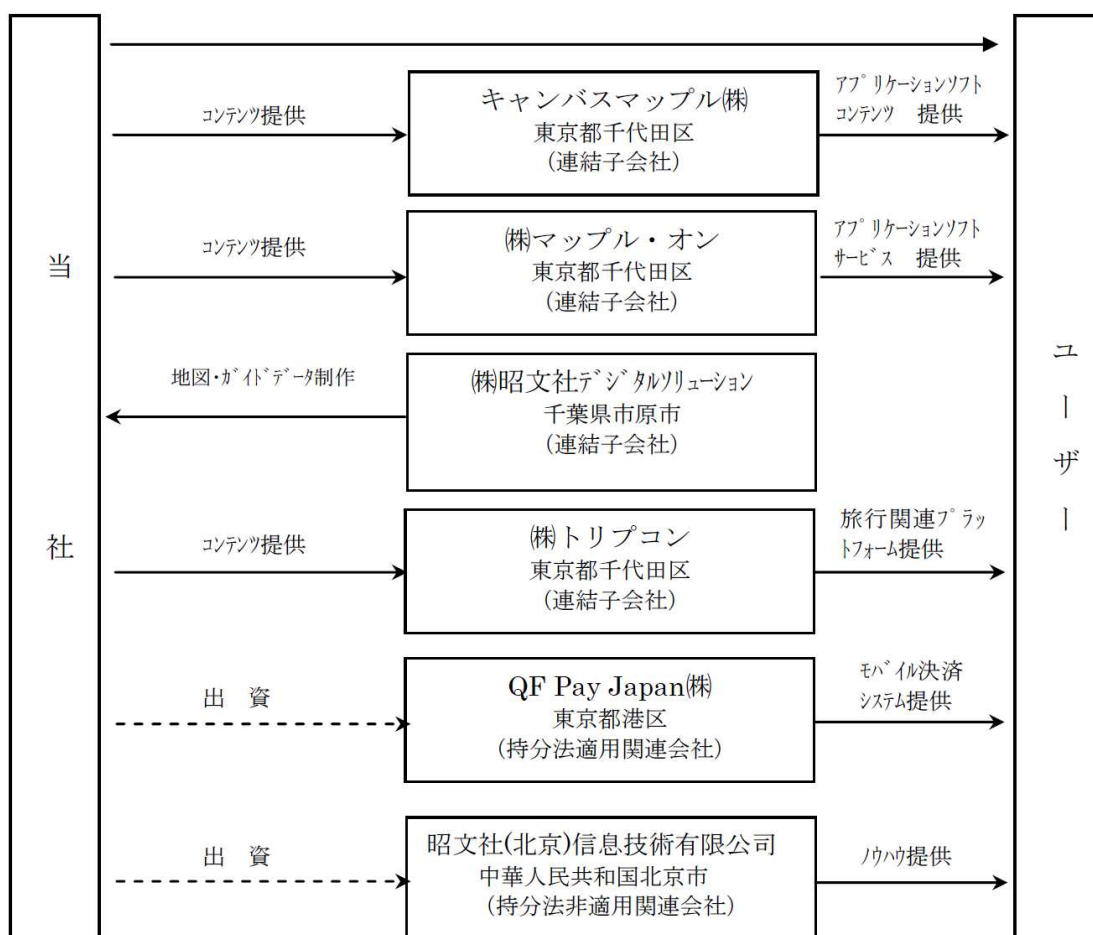 当
社
コンテンツ提供
キャンバスマップル㈱
東京都千代田区
(連結子会社)
アプリケーションソフト
コンテンツ 提供
コンテンツ提供
㈱マップル・オン
東京都千代田区
(連結子会社)
アプリケーションソフト
サービス 提供
地図・ガイドデータ制作
㈱昭文社デジタルソリューション
千葉県市原市
(連結子会社)
コンテンツ提供
㈱トリプコン
東京都千代田区
(連結子会社)
旅行関連プラッ
トフォーム提供
出 資
QF Pay Japan㈱
東京都港区
(持分法適用関連会社)
モバイル決済
システム提供
出 資
昭文社(北京)信息技術有限公司
中華人民共和国北京市
(持分法非適用関連会社)
ノウハウ提供
ユ
ー
ザ
ー